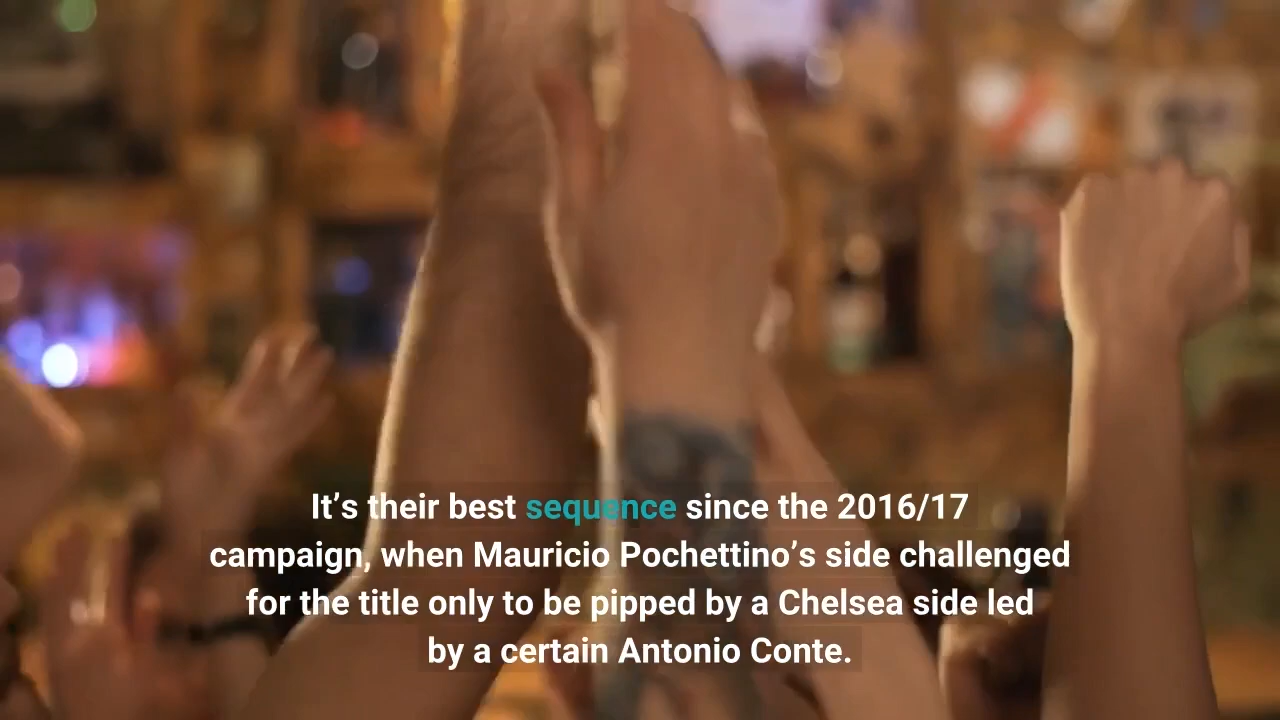 It’s their best sequence since the 2016/17
campaign, when Mauricio Pochettino’s side challenged
for the title only to be pipped by a Chelsea side led
by a certain Antonio Conte.